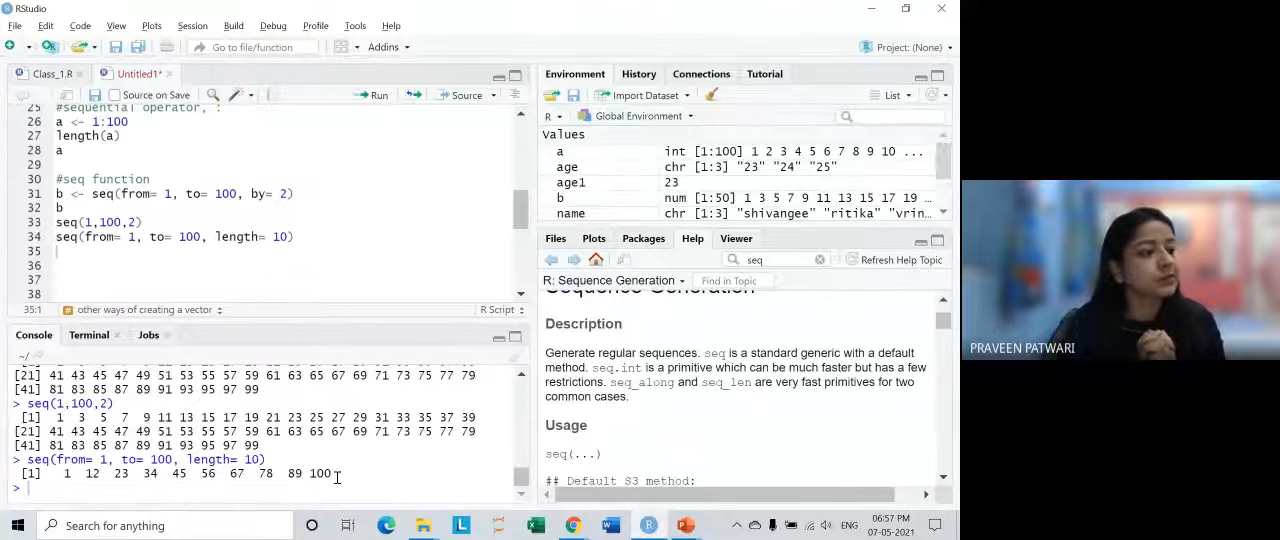 RStudio
File Edit Code View Plots Session Build Debug Profile Tools Help
Go to file/function Addins Project: (None)
Class_1.R Untitled1*
Source on Save Run Source
25 #sequential operator, :
26 a <- 1:100
27 length(a)
28 a
29
30 #seq function
31 b <- seq(from= 1, to= 100, by= 2)
32 b
33 seq(1,100,2)
34 seq(from= 1, to= 100, length= 10)
35
36
37
38
35:1 # other ways of creating a vector R Script
Console Terminal Jobs
~/
[21] 41 43 45 47 49 51 53 55 57 59 61 63 65 67 69 71 73 75 77 79
[41] 81 83 85 87 89 91 93 95 97 99
> seq(1,100,2)
[1] 1 3 5 7 9 11 13 15 17 19 21 23 25 27 29 31 33 35 37 39
[21] 41 43 45 47 49 51 53 55 57 59 61 63 65 67 69 71 73 75 77 79
[41] 81 83 85 87 89 91 93 95 97 99
> seq(from= 1, to= 100, length= 10)
[1] 1 12 23 34 45 56 67 78 89 100
>
Environment History Connections Tutorial
Import Dataset List
R Global Environment
Values
a int [1:100] 1 2 3 4 5 6 7 8 9 10 ...
age chr [1:3] "23" "24" "25"
age1 23
b num [1:50] 1 3 5 7 9 11 13 15 17 19 ...
name chr [1:3] "shivangee" "ritika" "vrin...
Files Plots Packages Help Viewer
seq Refresh Help Topic
R: Sequence Generation Find in Topic
Sequence Generation
Description
Generate regular sequences. seq is a standard generic with a default
method. seq.int is a primitive which can be much faster but has a few
restrictions. seq_along and seq_len are very fast primitives for two
common cases.
Usage
seq(...)
## Default S3 method:
PRAVEEN PATWARI
Search for anything
ENG
06:57 PM
07-05-2021